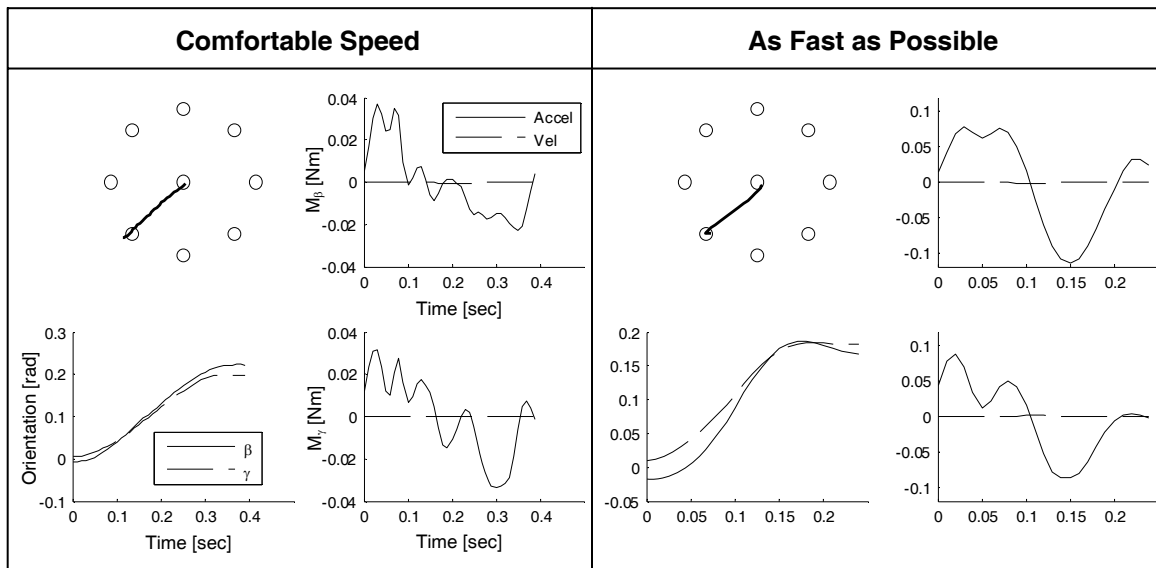 Comfortable Speed
As Fast as Possible
0.04
0.02
0
-0.02
-0.04
M_β [Nm]
Accel
Vel
0 0.1 0.2 0.3 0.4
Time [sec]
0.1
0.05
0
-0.05
-0.1
0 0.05 0.1 0.15 0.2
0.3
0.2
0.1
0
-0.1
Orientation [rad]
β
γ
0 0.1 0.2 0.3 0.4 0.5
Time [sec]
0.04
0.02
0
-0.02
-0.04
M_γ [Nm]
0 0.1 0.2 0.3 0.4
Time [sec]
0.2
0.15
0.1
0.05
0
-0.05
0 0.05 0.1 0.15 0.2
0.1
0.05
0
-0.05
-0.1
0 0.05 0.1 0.15 0.2